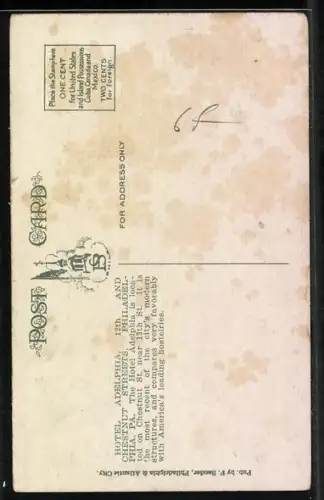 POST CARD
Place the Stamp here
ONE CENT
for United States
and Island Possessions
Cuba, Canada and
Mexico.
TWO CENTS
for foreign.
FOR ADDRESS ONLY
HOTEL ADELPHIA, 13th AND
CHESTNUT STREETS, PHILADEL-
PHIA, PA. The Hotel Adelphia is loca-
ted on Chestnut St. near 13th St. It is
the most recent of the city's modern
structures, and compares very favorably
with America's leading hostelries.
Pub. by P. Sander, Philadelphia & Atlantic City.